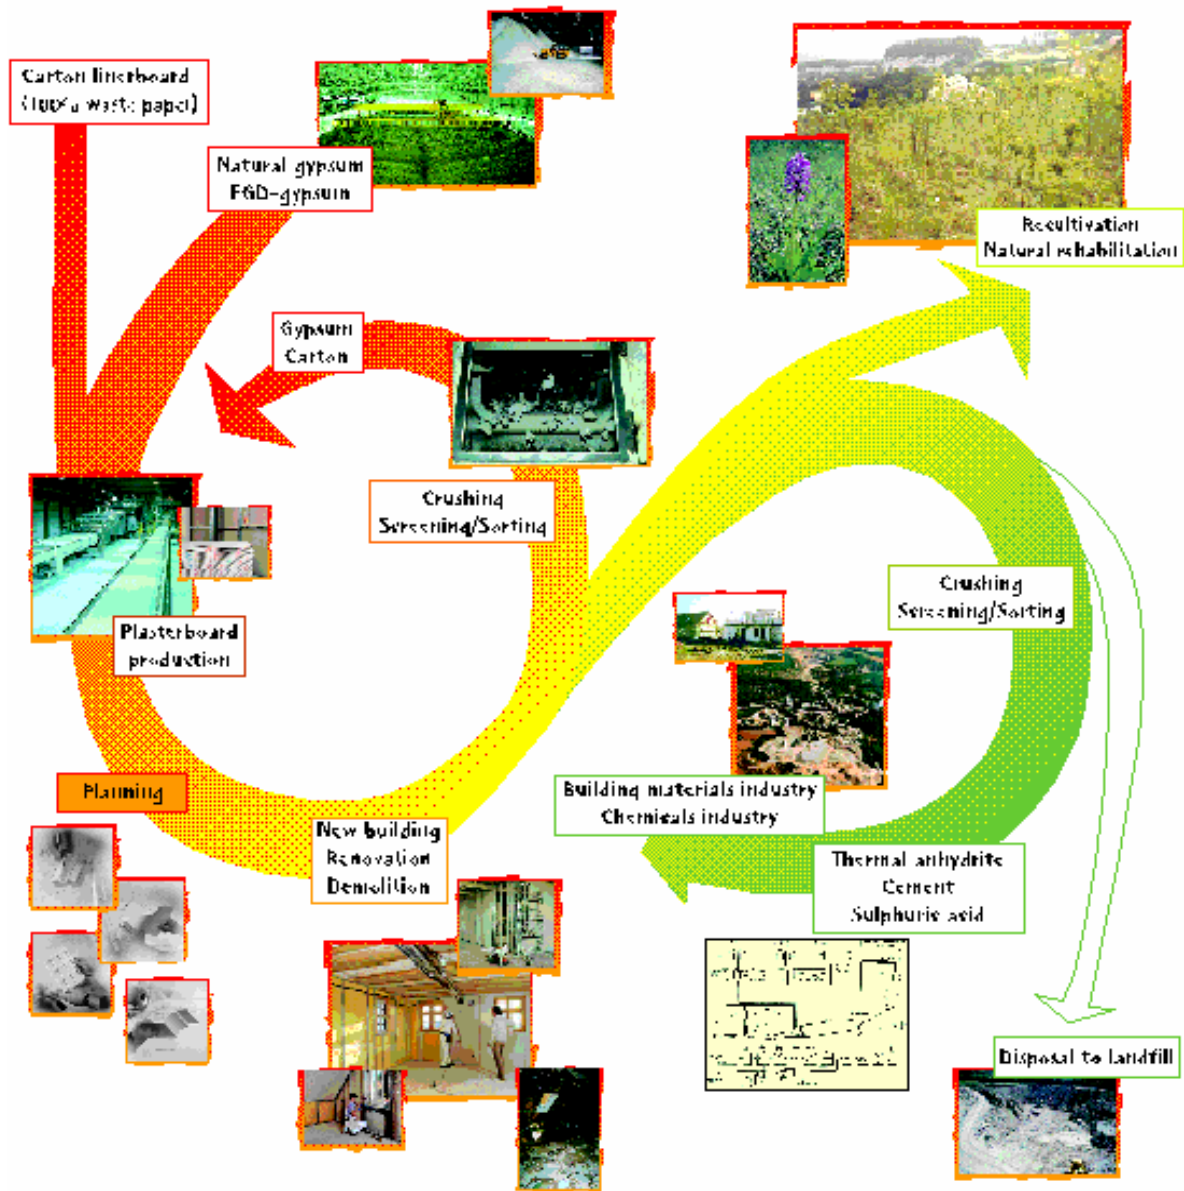 Carton linerboard
(100% waste paper)
Natural gypsum
FGD-gypsum
Recultivation
Natural rehabilitation
Gypsum
Carton
Crushing
Screening/Sorting
Crushing
Screening/Sorting
Plasterboard
production
Planning
Building materials industry
Chemicals industry
New building
Renovation
Demolition
Thermal anhydrite
Cement
Sulphuric acid
Disposal to landfill